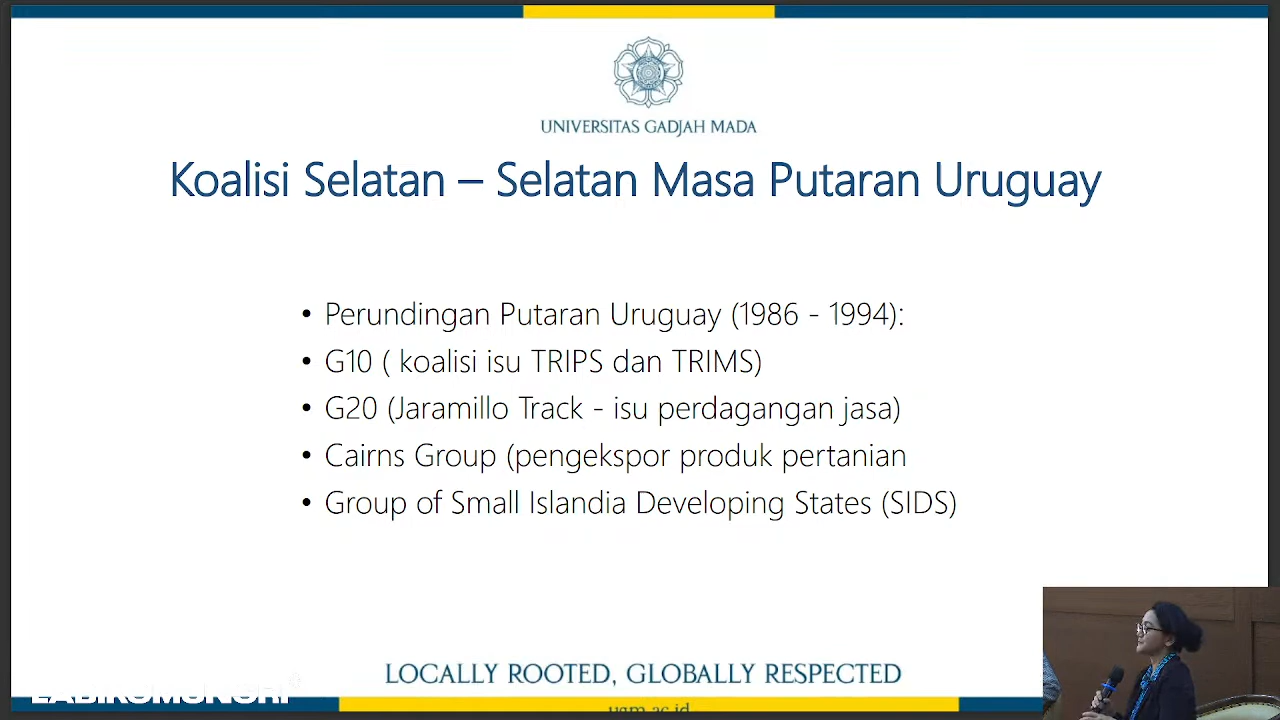 UNIVERSITAS GADJAH MADA
Koalisi Selatan – Selatan Masa Putaran Uruguay
• Perundingan Putaran Uruguay (1986 - 1994):
• G10 ( koalisi isu TRIPS dan TRIMS)
• G20 (Jaramillo Track - isu perdagangan jasa)
• Cairns Group (pengekspor produk pertanian
• Group of Small Islandia Developing States (SIDS)
LOCALLY ROOTED, GLOBALLY RESPECTED
ugm.ac.id